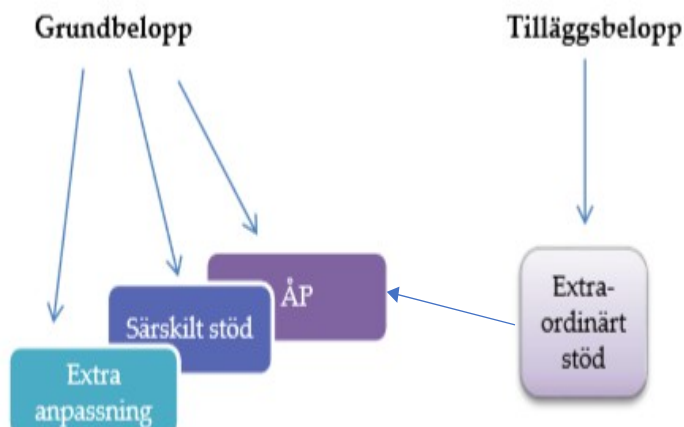 Grundbelopp
Tilläggsbelopp
ÅP
Särskilt stöd
Extra
anpassning
Extra-
ordinärt
stöd